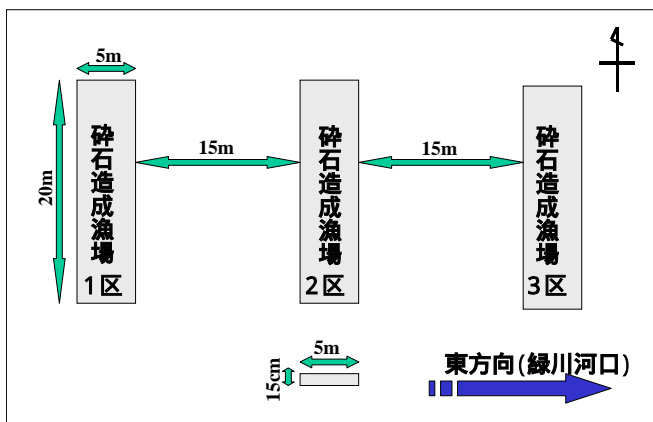 5m
20m
砕石造成漁場
1区
15m
砕石造成漁場
2区
15m
砕石造成漁場
3区
5m
15cm
東方向(緑川河口)